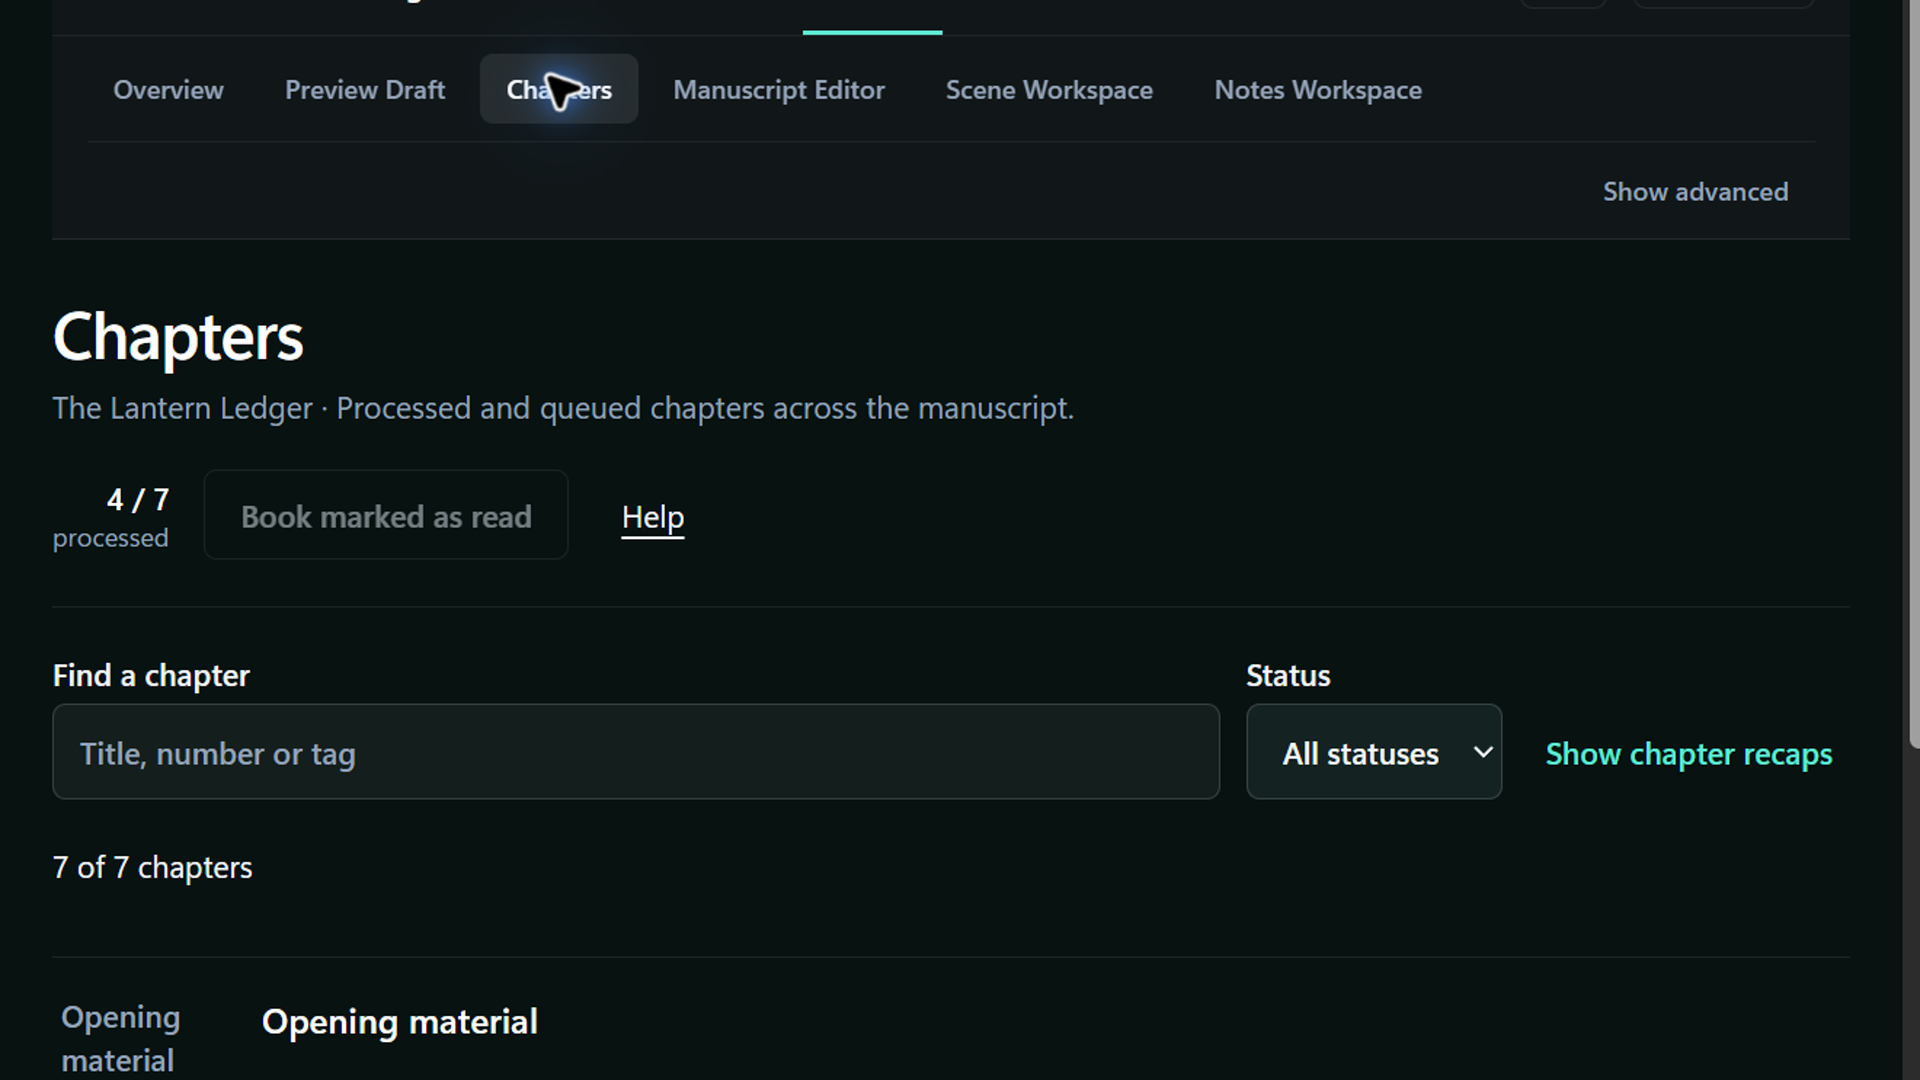 Overview
Preview Draft
Chapters
Manuscript Editor
Scene Workspace
Notes Workspace
Show advanced
Chapters
The Lantern Ledger · Processed and queued chapters across the manuscript.
4 / 7
processed
Book marked as read
Help
Find a chapter
Status
Title, number or tag
All statuses
Show chapter recaps
7 of 7 chapters
Opening
material
Opening material